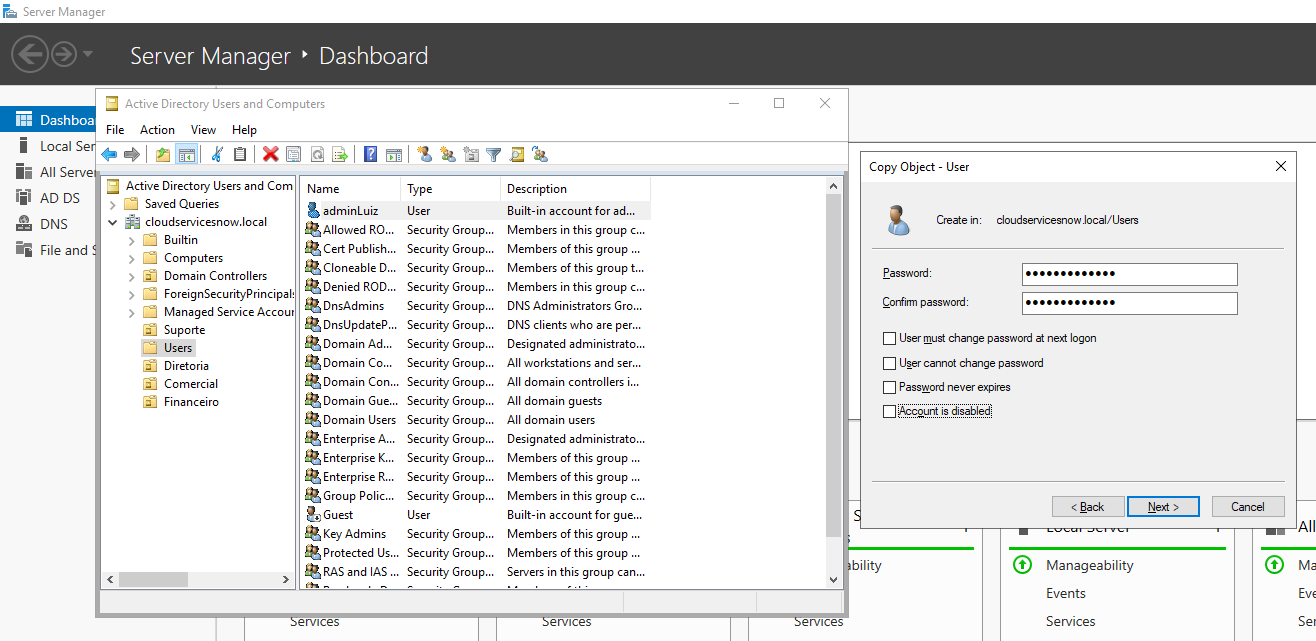 Server Manager
Server Manager ‣ Dashboard
Dashboa
Local Ser
All Server
AD DS
DNS
File and S
Active Directory Users and Computers
File Action View Help
Active Directory Users and Com
Saved Queries
cloudservicesnow.local
Builtin
Computers
Domain Controllers
ForeignSecurityPrincipals
Managed Service Accour
Suporte
Users
Diretoria
Comercial
Financeiro
Name Type Description
adminLuiz User Built-in account for ad...
Allowed RO... Security Group... Members in this group c...
Cert Publish... Security Group... Members of this group ...
Cloneable D... Security Group... Members of this group t...
Denied ROD... Security Group... Members in this group c...
DnsAdmins Security Group... DNS Administrators Gro...
DnsUpdateP... Security Group... DNS clients who are per...
Domain Ad... Security Group... Designated administrato...
Domain Co... Security Group... All workstations and ser...
Domain Con... Security Group... All domain controllers i...
Domain Gue... Security Group... All domain guests
Domain Users Security Group... All domain users
Enterprise A... Security Group... Designated administrato...
Enterprise K... Security Group... Members of this group ...
Enterprise R... Security Group... Members of this group ...
Group Polic... Security Group... Members in this group c...
Guest User Built-in account for gue...
Key Admins Security Group... Members of this group ...
Protected Us... Security Group... Members of this group ...
RAS and IAS ... Security Group... Servers in this group can...
Copy Object - User
Create in: cloudservicesnow.local/Users
Password: •••••••••••••
Confirm password: •••••••••••••
User must change password at next logon
User cannot change password
Password never expires
Account is disabled
< Back Next > Cancel
S
Local Server
All
ability
Manageability
Ma
Events
Eve
Services
Services
Services
Services
Ser